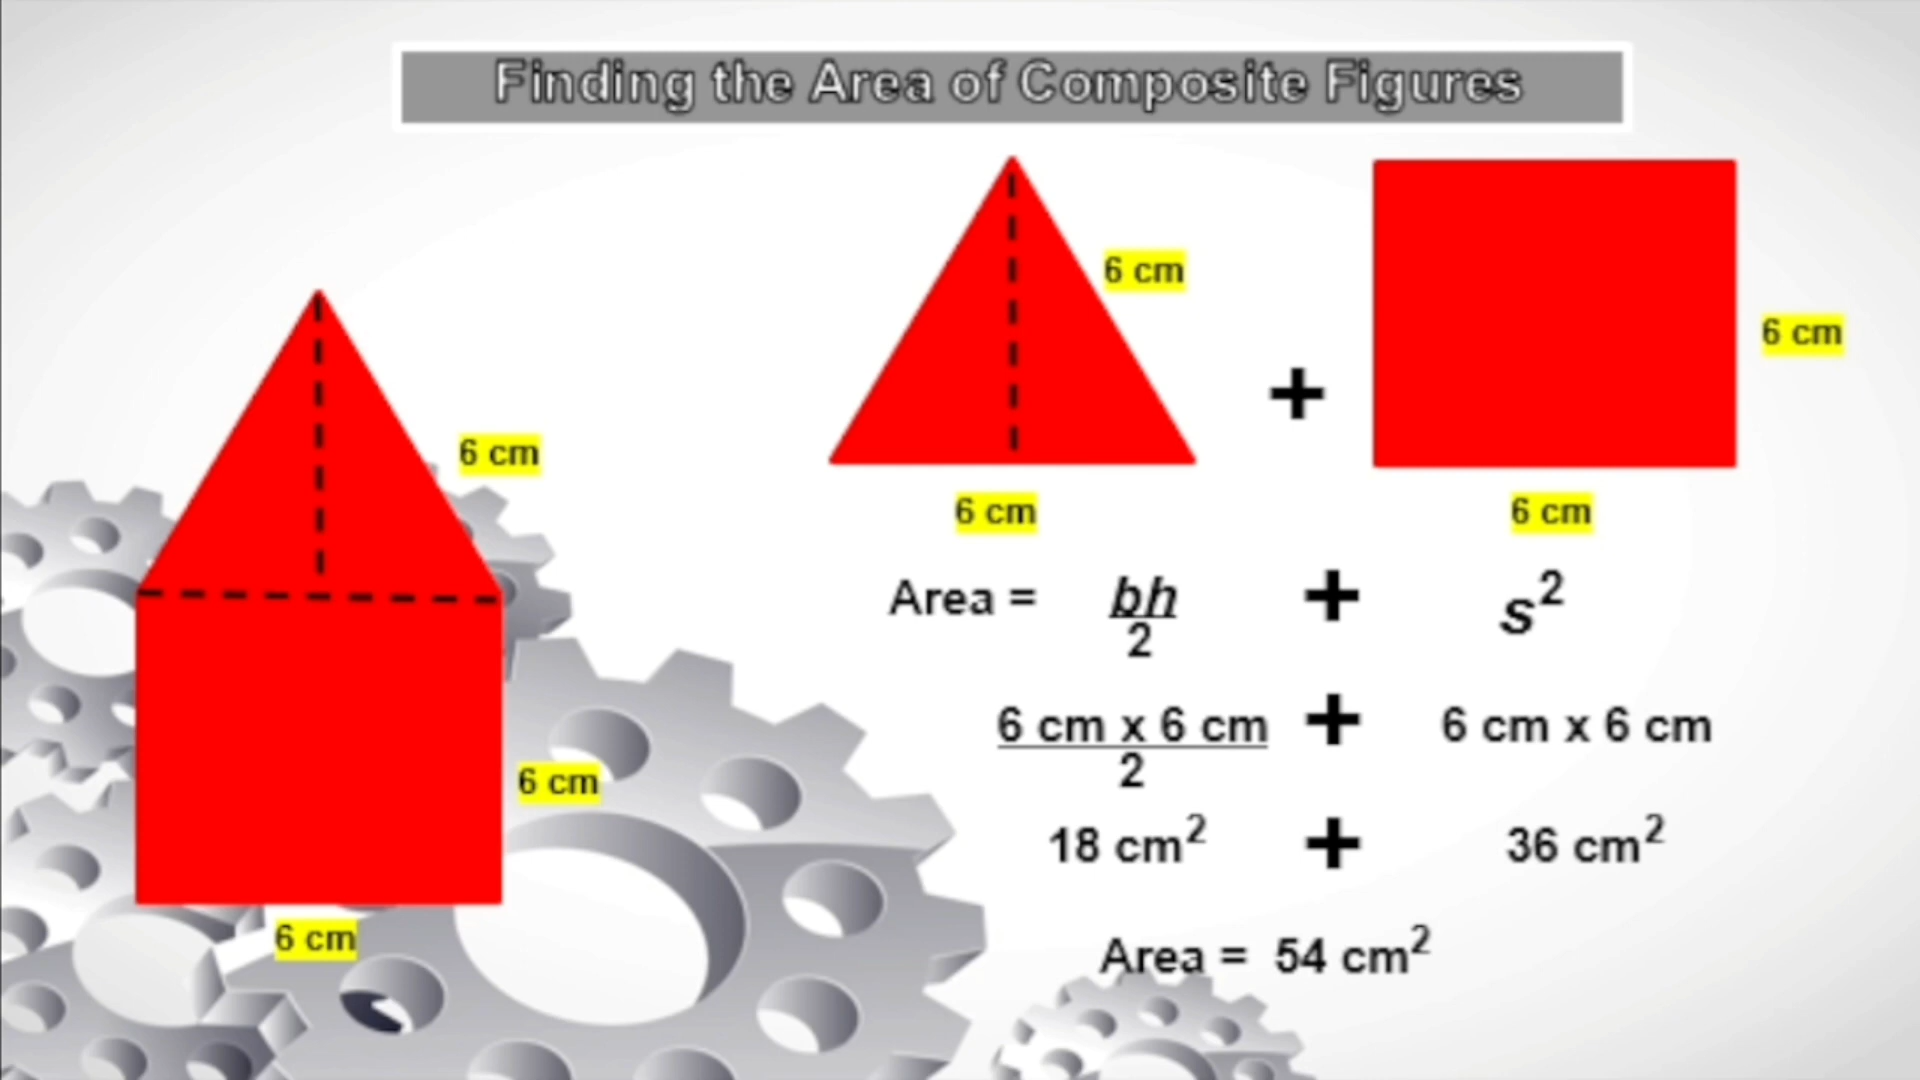 Finding the Area of Composite Figures
6 cm
6 cm
6 cm
6 cm
6 cm
6 cm
6 cm
+
Area = bh/2 + s²
6 cm x 6 cm/2 + 6 cm x 6 cm
18 cm² + 36 cm²
Area = 54 cm²